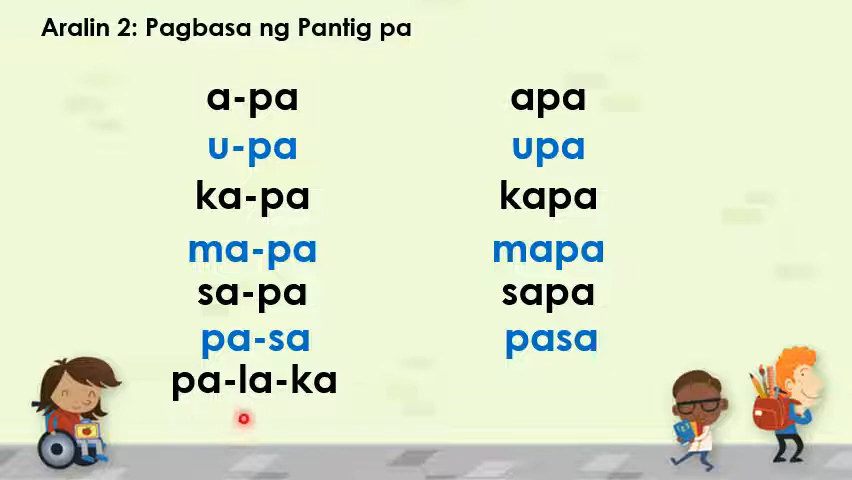 Aralin 2: Pagbasa ng Pantig pa
a-pa apa
u-pa upa
ka-pa kapa
ma-pa mapa
sa-pa sapa
pa-sa pasa
pa-la-ka